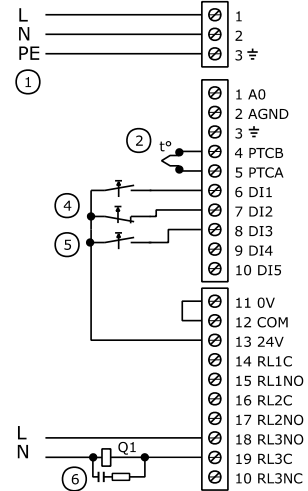 L 1
N 2
PE 3 ⏚
1
1 A0
2 AGND
3 ⏚
2 t° 4 PTCB
5 PTCA
4 6 DI1
7 DI2
5 8 DI3
9 DI4
10 DI5
11 0V
12 COM
13 24V
14 RL1C
15 RL1NO
16 RL2C
17 RL2NO
L 18 RL3NO
N Q1 19 RL3C
6 10 RL3NC